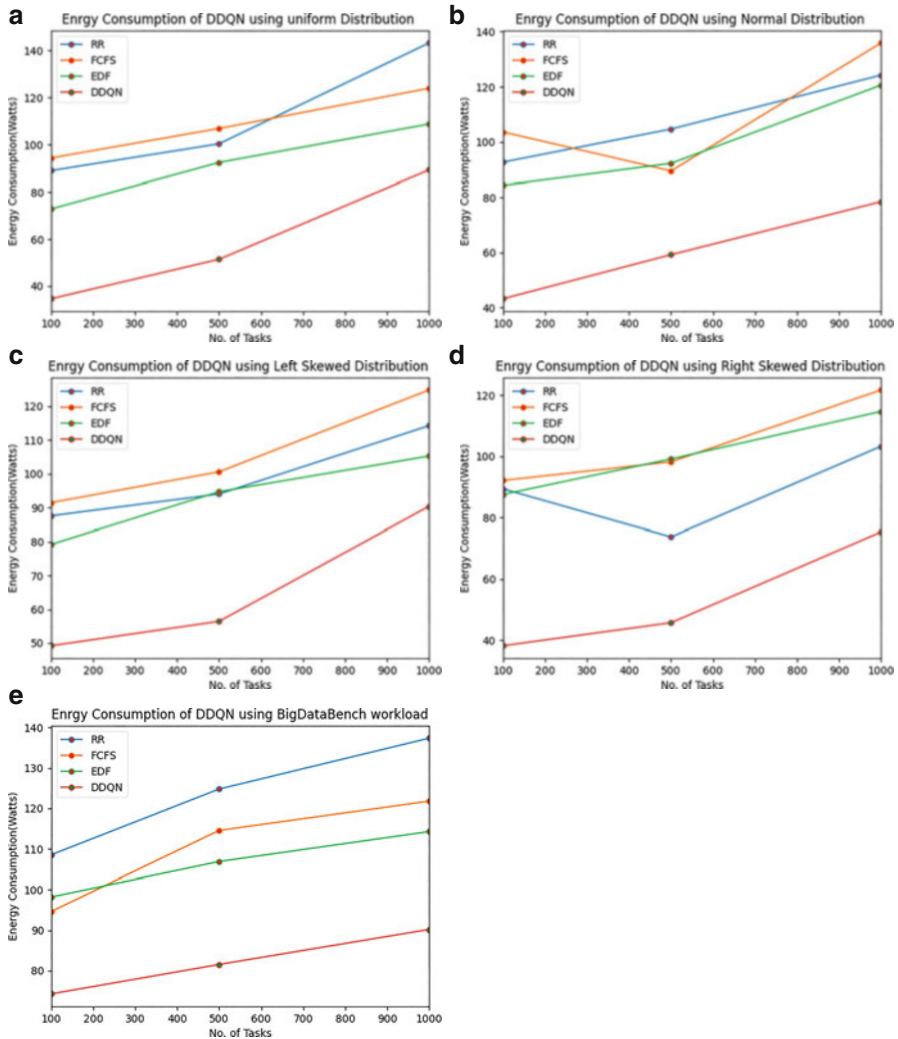 a
Enrgy Consumption of DDQN using uniform Distribution
RR
FCFS
EDF
DDQN
140
120
100
80
60
40
Energy Consumption(Watts)
100 200 300 400 500 600 700 800 900 1000
No. of Tasks
b
Enrgy Consumption of DDQN using Normal Distribution
RR
FCFS
EDF
DDQN
140
120
100
80
60
40
Energy Consumption(Watts)
100 200 300 400 500 600 700 800 900 1000
No. of Tasks
c
Enrgy Consumption of DDQN using Left Skewed Distribution
RR
FCFS
EDF
DDQN
120
110
100
90
80
70
60
50
Energy Consumption(Watts)
100 200 300 400 500 600 700 800 900 1000
No. of Tasks
d
Enrgy Consumption of DDQN using Right Skewed Distribution
RR
FCFS
EDF
DDQN
120
100
80
60
40
Energy Consumption(Watts)
100 200 300 400 500 600 700 800 900 1000
No. of Tasks
e
Enrgy Consumption of DDQN using BigDataBench workload
RR
FCFS
EDF
DDQN
140
130
120
110
100
90
80
Energy Consumption(Watts)
100 200 300 400 500 600 700 800 900 1000
No. of Tasks